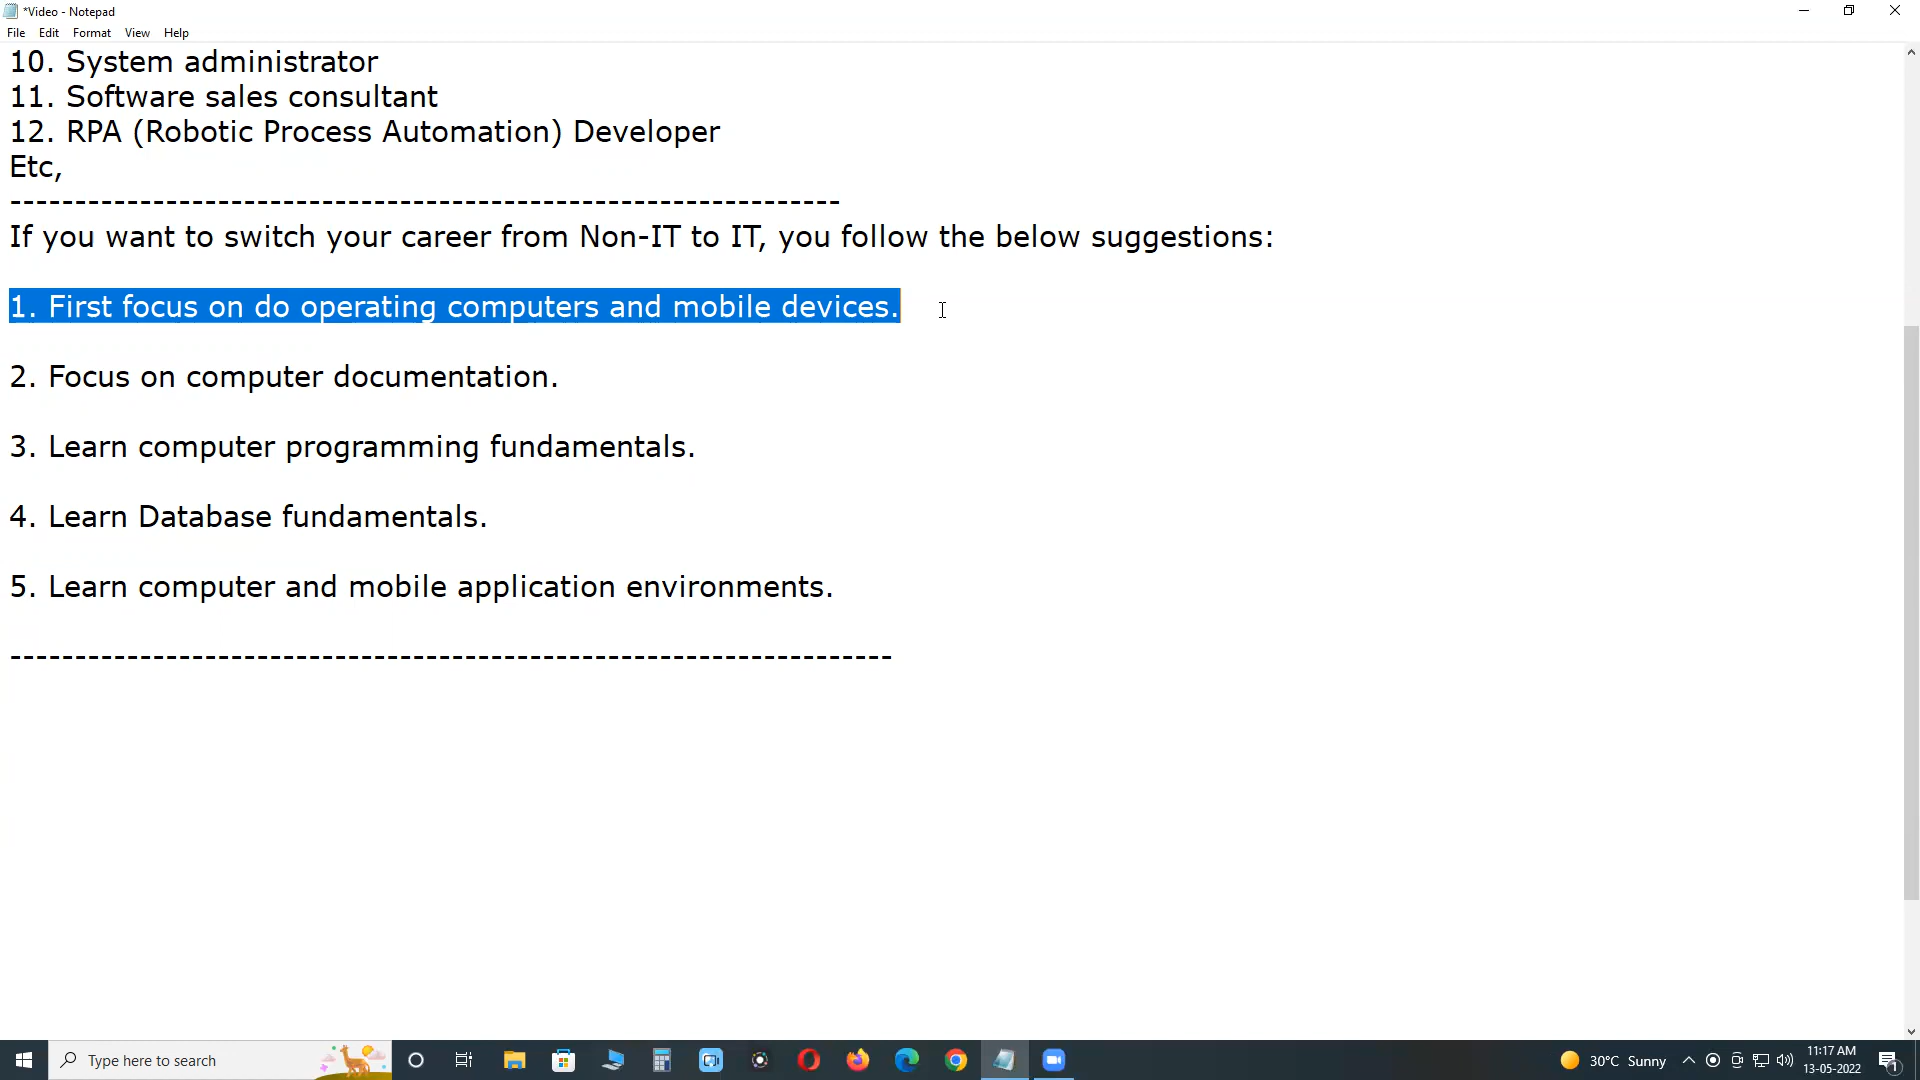 *Video - Notepad
File Edit Format View Help
10. System administrator
11. Software sales consultant
12. RPA (Robotic Process Automation) Developer
Etc,
----------------------------------------------------------------
If you want to switch your career from Non-IT to IT, you follow the below suggestions:
1. First focus on do operating computers and mobile devices.
2. Focus on computer documentation.
3. Learn computer programming fundamentals.
4. Learn Database fundamentals.
5. Learn computer and mobile application environments.
--------------------------------------------------------------------
Type here to search
30°C Sunny
11:17 AM
13-05-2022
1